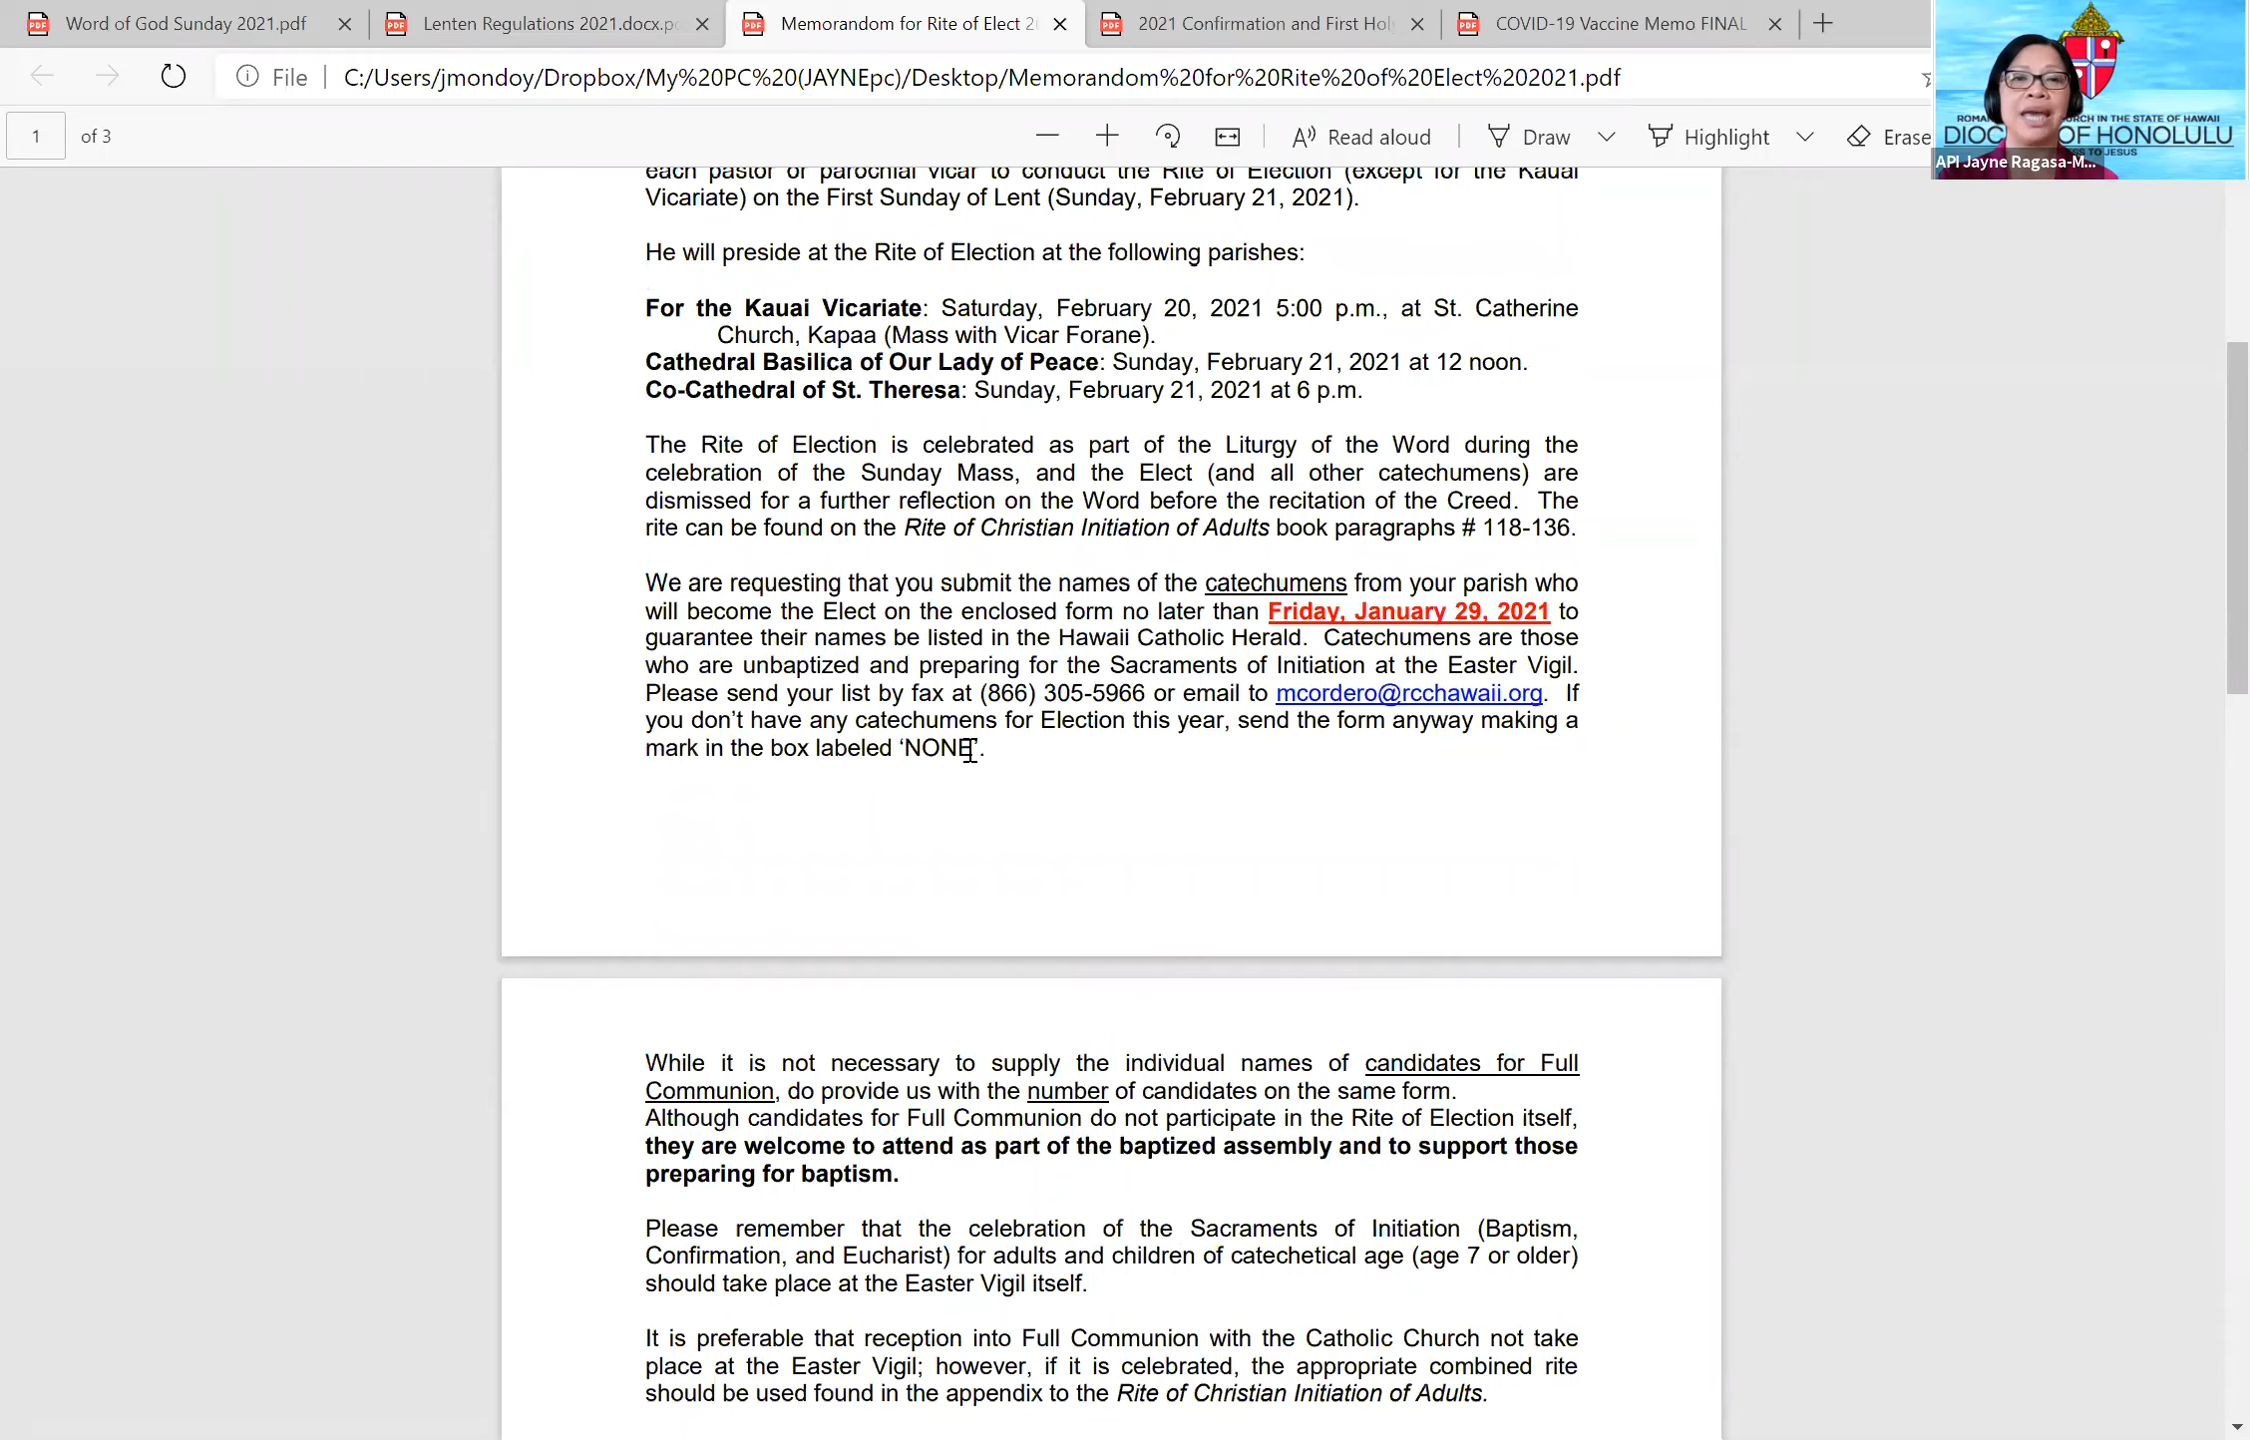 Word of God Sunday 2021.pdf
Lenten Regulations 2021.docx.p
Memorandum for Rite of Elect 2
2021 Confirmation and First Hol
COVID-19 Vaccine Memo FINAL
File
C:/Users/jmondoy/Dropbox/My%20PC%20(JAYNEpc)/Desktop/Memorandom%20for%20Rite%20of%20Elect%202021.pdf
1 of 3
Read aloud
Draw
Highlight
Erase
CH IN THE STATE OF HAWAII
OF HONOLULU
API Jayne Ragasa-M...
each pastor or parochial vicar to conduct the Rite of Election (except for the Kauai
Vicariate) on the First Sunday of Lent (Sunday, February 21, 2021).
He will preside at the Rite of Election at the following parishes:
For the Kauai Vicariate: Saturday, February 20, 2021 5:00 p.m., at St. Catherine
Church, Kapaa (Mass with Vicar Forane).
Cathedral Basilica of Our Lady of Peace: Sunday, February 21, 2021 at 12 noon.
Co-Cathedral of St. Theresa: Sunday, February 21, 2021 at 6 p.m.
The Rite of Election is celebrated as part of the Liturgy of the Word during the
celebration of the Sunday Mass, and the Elect (and all other catechumens) are
dismissed for a further reflection on the Word before the recitation of the Creed. The
rite can be found on the Rite of Christian Initiation of Adults book paragraphs # 118-136.
We are requesting that you submit the names of the catechumens from your parish who
will become the Elect on the enclosed form no later than Friday, January 29, 2021 to
guarantee their names be listed in the Hawaii Catholic Herald. Catechumens are those
who are unbaptized and preparing for the Sacraments of Initiation at the Easter Vigil.
Please send your list by fax at (866) 305-5966 or email to mcordero@rcchawaii.org. If
you don’t have any catechumens for Election this year, send the form anyway making a
mark in the box labeled ‘NONE’.
While it is not necessary to supply the individual names of candidates for Full
Communion, do provide us with the number of candidates on the same form.
Although candidates for Full Communion do not participate in the Rite of Election itself,
they are welcome to attend as part of the baptized assembly and to support those
preparing for baptism.
Please remember that the celebration of the Sacraments of Initiation (Baptism,
Confirmation, and Eucharist) for adults and children of catechetical age (age 7 or older)
should take place at the Easter Vigil itself.
It is preferable that reception into Full Communion with the Catholic Church not take
place at the Easter Vigil; however, if it is celebrated, the appropriate combined rite
should be used found in the appendix to the Rite of Christian Initiation of Adults.